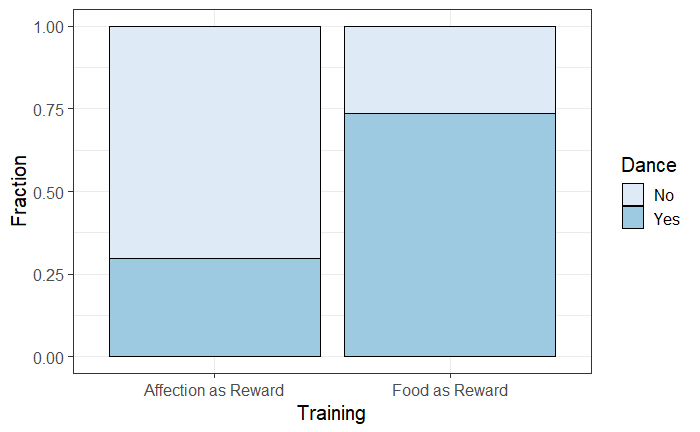 1.00
0.75
0.50
0.25
0.00
Fraction
Affection as Reward
Food as Reward
Training
Dance
No
Yes